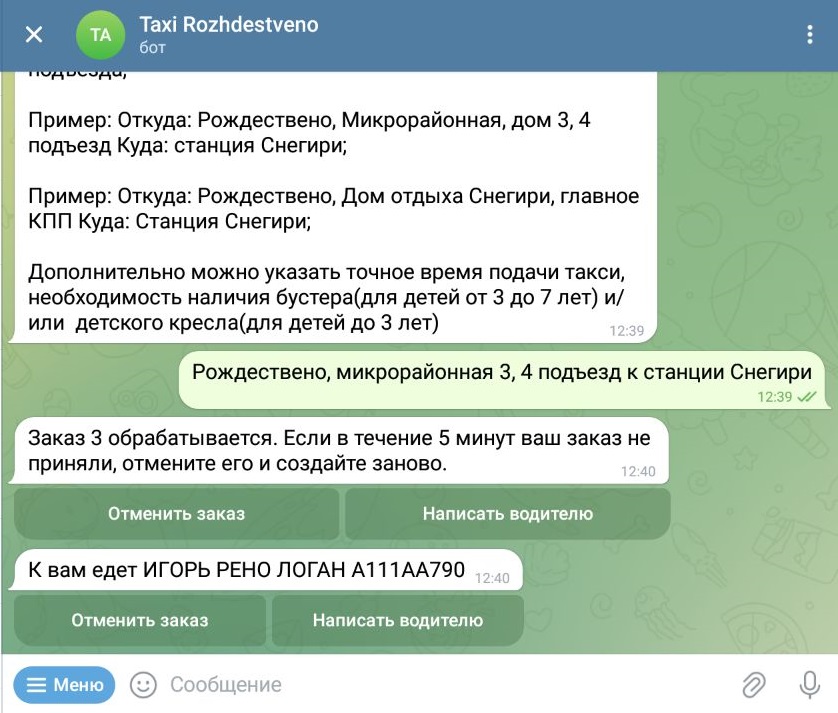 Taxi Rozhdestveno
TA
бот
подъезда;
Пример: Откуда: Рождествено, Микрорайонная, дом 3, 4
подъезд Куда: станция Снегири;
Пример: Откуда: Рождествено, Дом отдыха Снегири, главное
КПП Куда: Станция Снегири;
Дополнительно можно указать точное время подачи такси,
необходимость наличия бустера(для детей от 3 до 7 лет) и/
или детского кресла(для детей до 3 лет)
12:39
Рождествено, микрорайонная 3, 4 подъезд к станции Снегири
12:39
Заказ 3 обрабатывается. Если в течение 5 минут ваш заказ не
приняли, отмените его и создайте заново.
12:40
Отменить заказ
Написать водителю
К вам едет ИГОРЬ РЕНО ЛОГАН А111АА790
12:40
Отменить заказ
Написать водителю
Меню
Сообщение